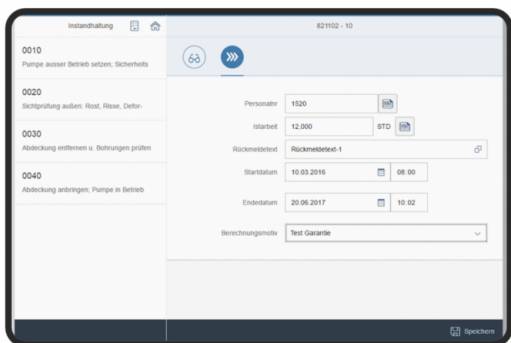 Instandhaltung
821102 - 10
0010
Pumpe ausser Betrieb setzen; Sicherheits
0020
Sichtprüfung außen: Rost, Risse, Defor-
0030
Abdeckung entfernen u. Bohrungen prüfen
0040
Abdeckung anbringen; Pumpe in Betrieb
Personalnr 1520
Istarbeit 12,000 STD
Rückmeldetext Rückmeldetext-1
Startdatum 10.03.2016 08:00
Endedatum 20.06.2017 10:02
Berechnungsmotiv Test Garantie
Speichern